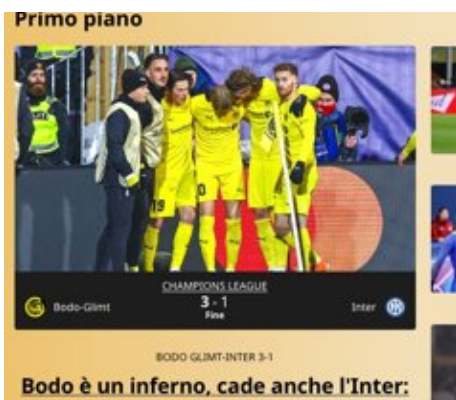 Primo piano
19
CHAMPIONS LEAGUE
Bodo-Glimt
3 - 1
Inter
Fine
BODO GLIMT-INTER 3-1
Bodo è un inferno, cade anche l'Inter: